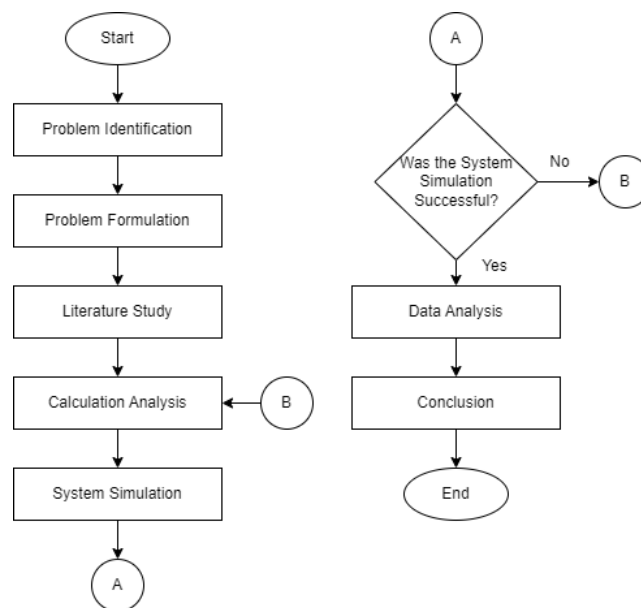 Start
Problem Identification
Problem Formulation
Literature Study
Calculation Analysis
B
System Simulation
A
A
Was the System
Simulation
Successful?
No
B
Yes
Data Analysis
Conclusion
End